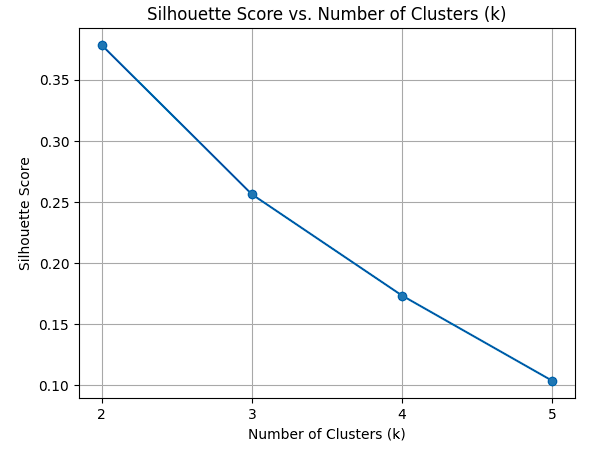 Silhouette Score vs. Number of Clusters (k)
0.35
0.30
0.25
0.20
0.15
0.10
Silhouette Score
2 3 4 5
Number of Clusters (k)